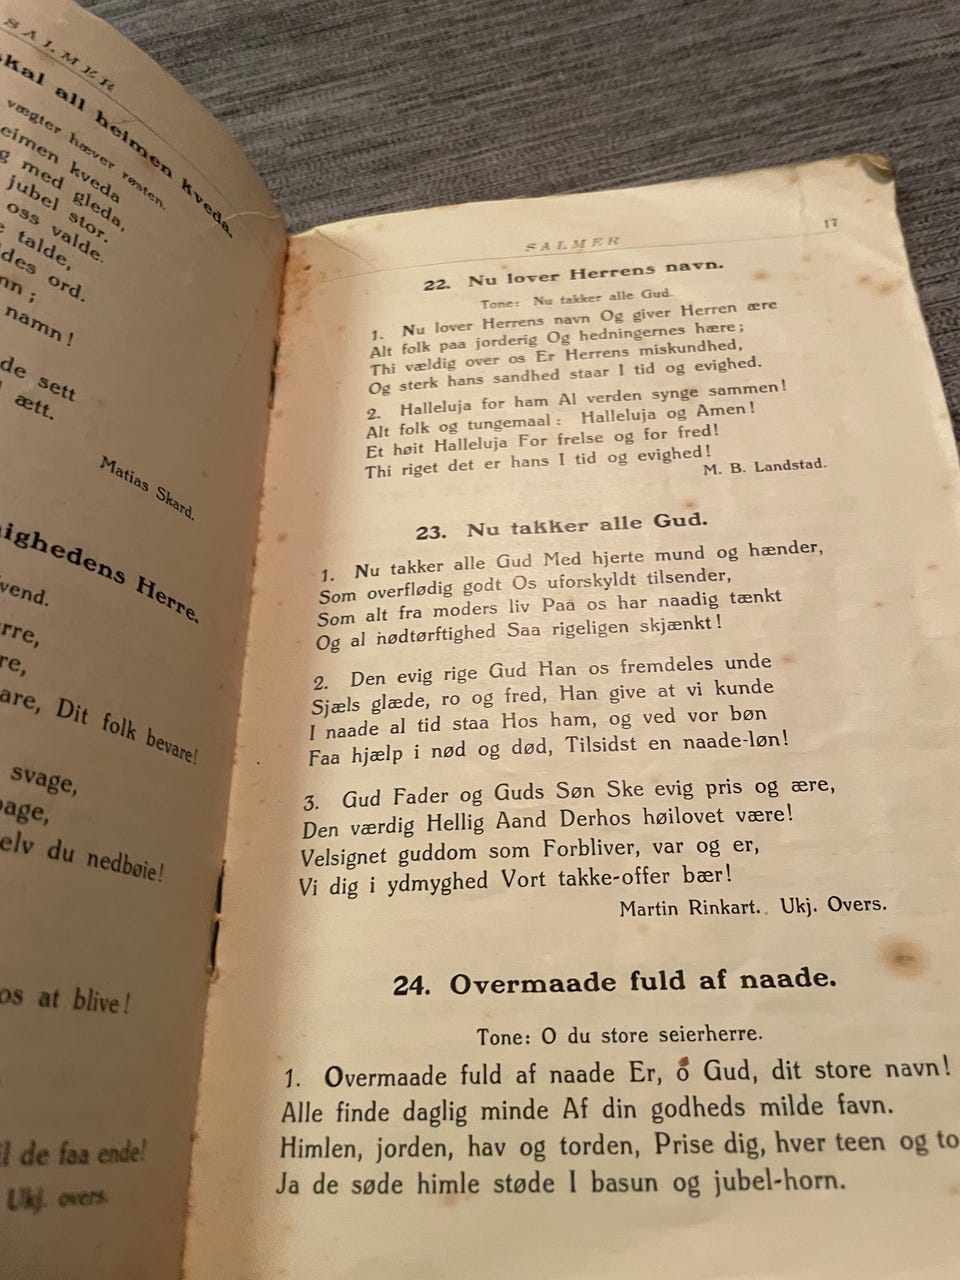 SALMER
skal all heimen kveda.
vægter hæver røsten.
eimen kveda
med gleda,
jubel stor.
oss valde.
talde,
des ord.
nn;
namn!
de sett
ætt.
Matias Skard.
ighedens Herre.
vend.
rre,
re,
are, Dit folk bevare!
svage,
page,
elv du nedbøie!
os at blive!
l de faa ende!
Ukj. overs.
SALMER 17
22. Nu lover Herrens navn.
Tone: Nu takker alle Gud.
1. Nu lover Herrens navn Og giver Herren ære
Alt folk paa jorderig Og hedningernes hære;
Thi vældig over os Er Herrens miskundhed,
Og sterk hans sandhed staar I tid og evighed.
2. Halleluja for ham Al verden synge sammen!
Alt folk og tungemaal: Halleluja og Amen!
Et høit Halleluja For frelse og for fred!
Thi riget det er hans I tid og evighed!
M. B. Landstad.
23. Nu takker alle Gud.
1. Nu takker alle Gud Med hjerte mund og hænder,
Som overflødig godt Os uforskyldt tilsender,
Som alt fra moders liv Paa os har naadig tænkt
Og al nødtørftighed Saa rigeligen skjænkt!
2. Den evig rige Gud Han os fremdeles unde
Sjæls glæde, ro og fred, Han give at vi kunde
I naade al tid staa Hos ham, og ved vor bøn
Faa hjælp i nød og død, Tilsidst en naade-løn!
3. Gud Fader og Guds Søn Ske evig pris og ære,
Den værdig Hellig Aand Derhos høilovet være!
Velsignet guddom som Forbliver, var og er,
Vi dig i ydmyghed Vort takke-offer bær!
Martin Rinkart. Ukj. Overs.
24. Overmaade fuld af naade.
Tone: O du store seierherre.
1. Overmaade fuld af naade Er, o Gud, dit store navn!
Alle finde daglig minde Af din godheds milde favn.
Himlen, jorden, hav og torden, Prise dig, hver teen og to
Ja de søde himle støde I basun og jubel-horn.